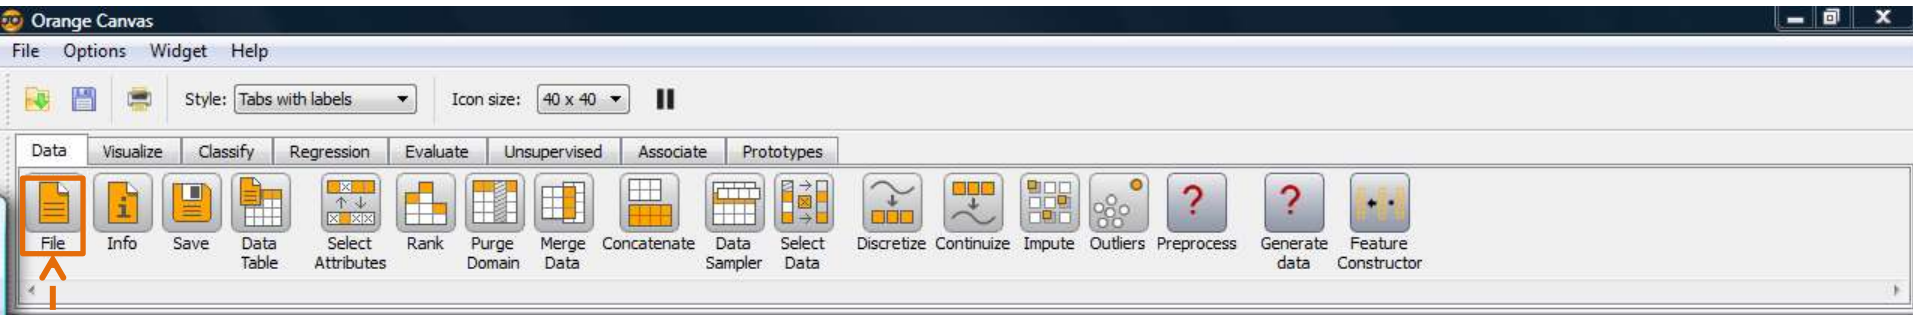 Orange Canvas
File Options Widget Help
Style: Tabs with labels Icon size: 40 x 40
Data Visualize Classify Regression Evaluate Unsupervised Associate Prototypes
File Info Save Data Select Rank Purge Merge Concatenate Data Select Discretize Continuize Impute Outliers Preprocess Generate Feature
Table Attributes Domain Data Sampler Data data Constructor